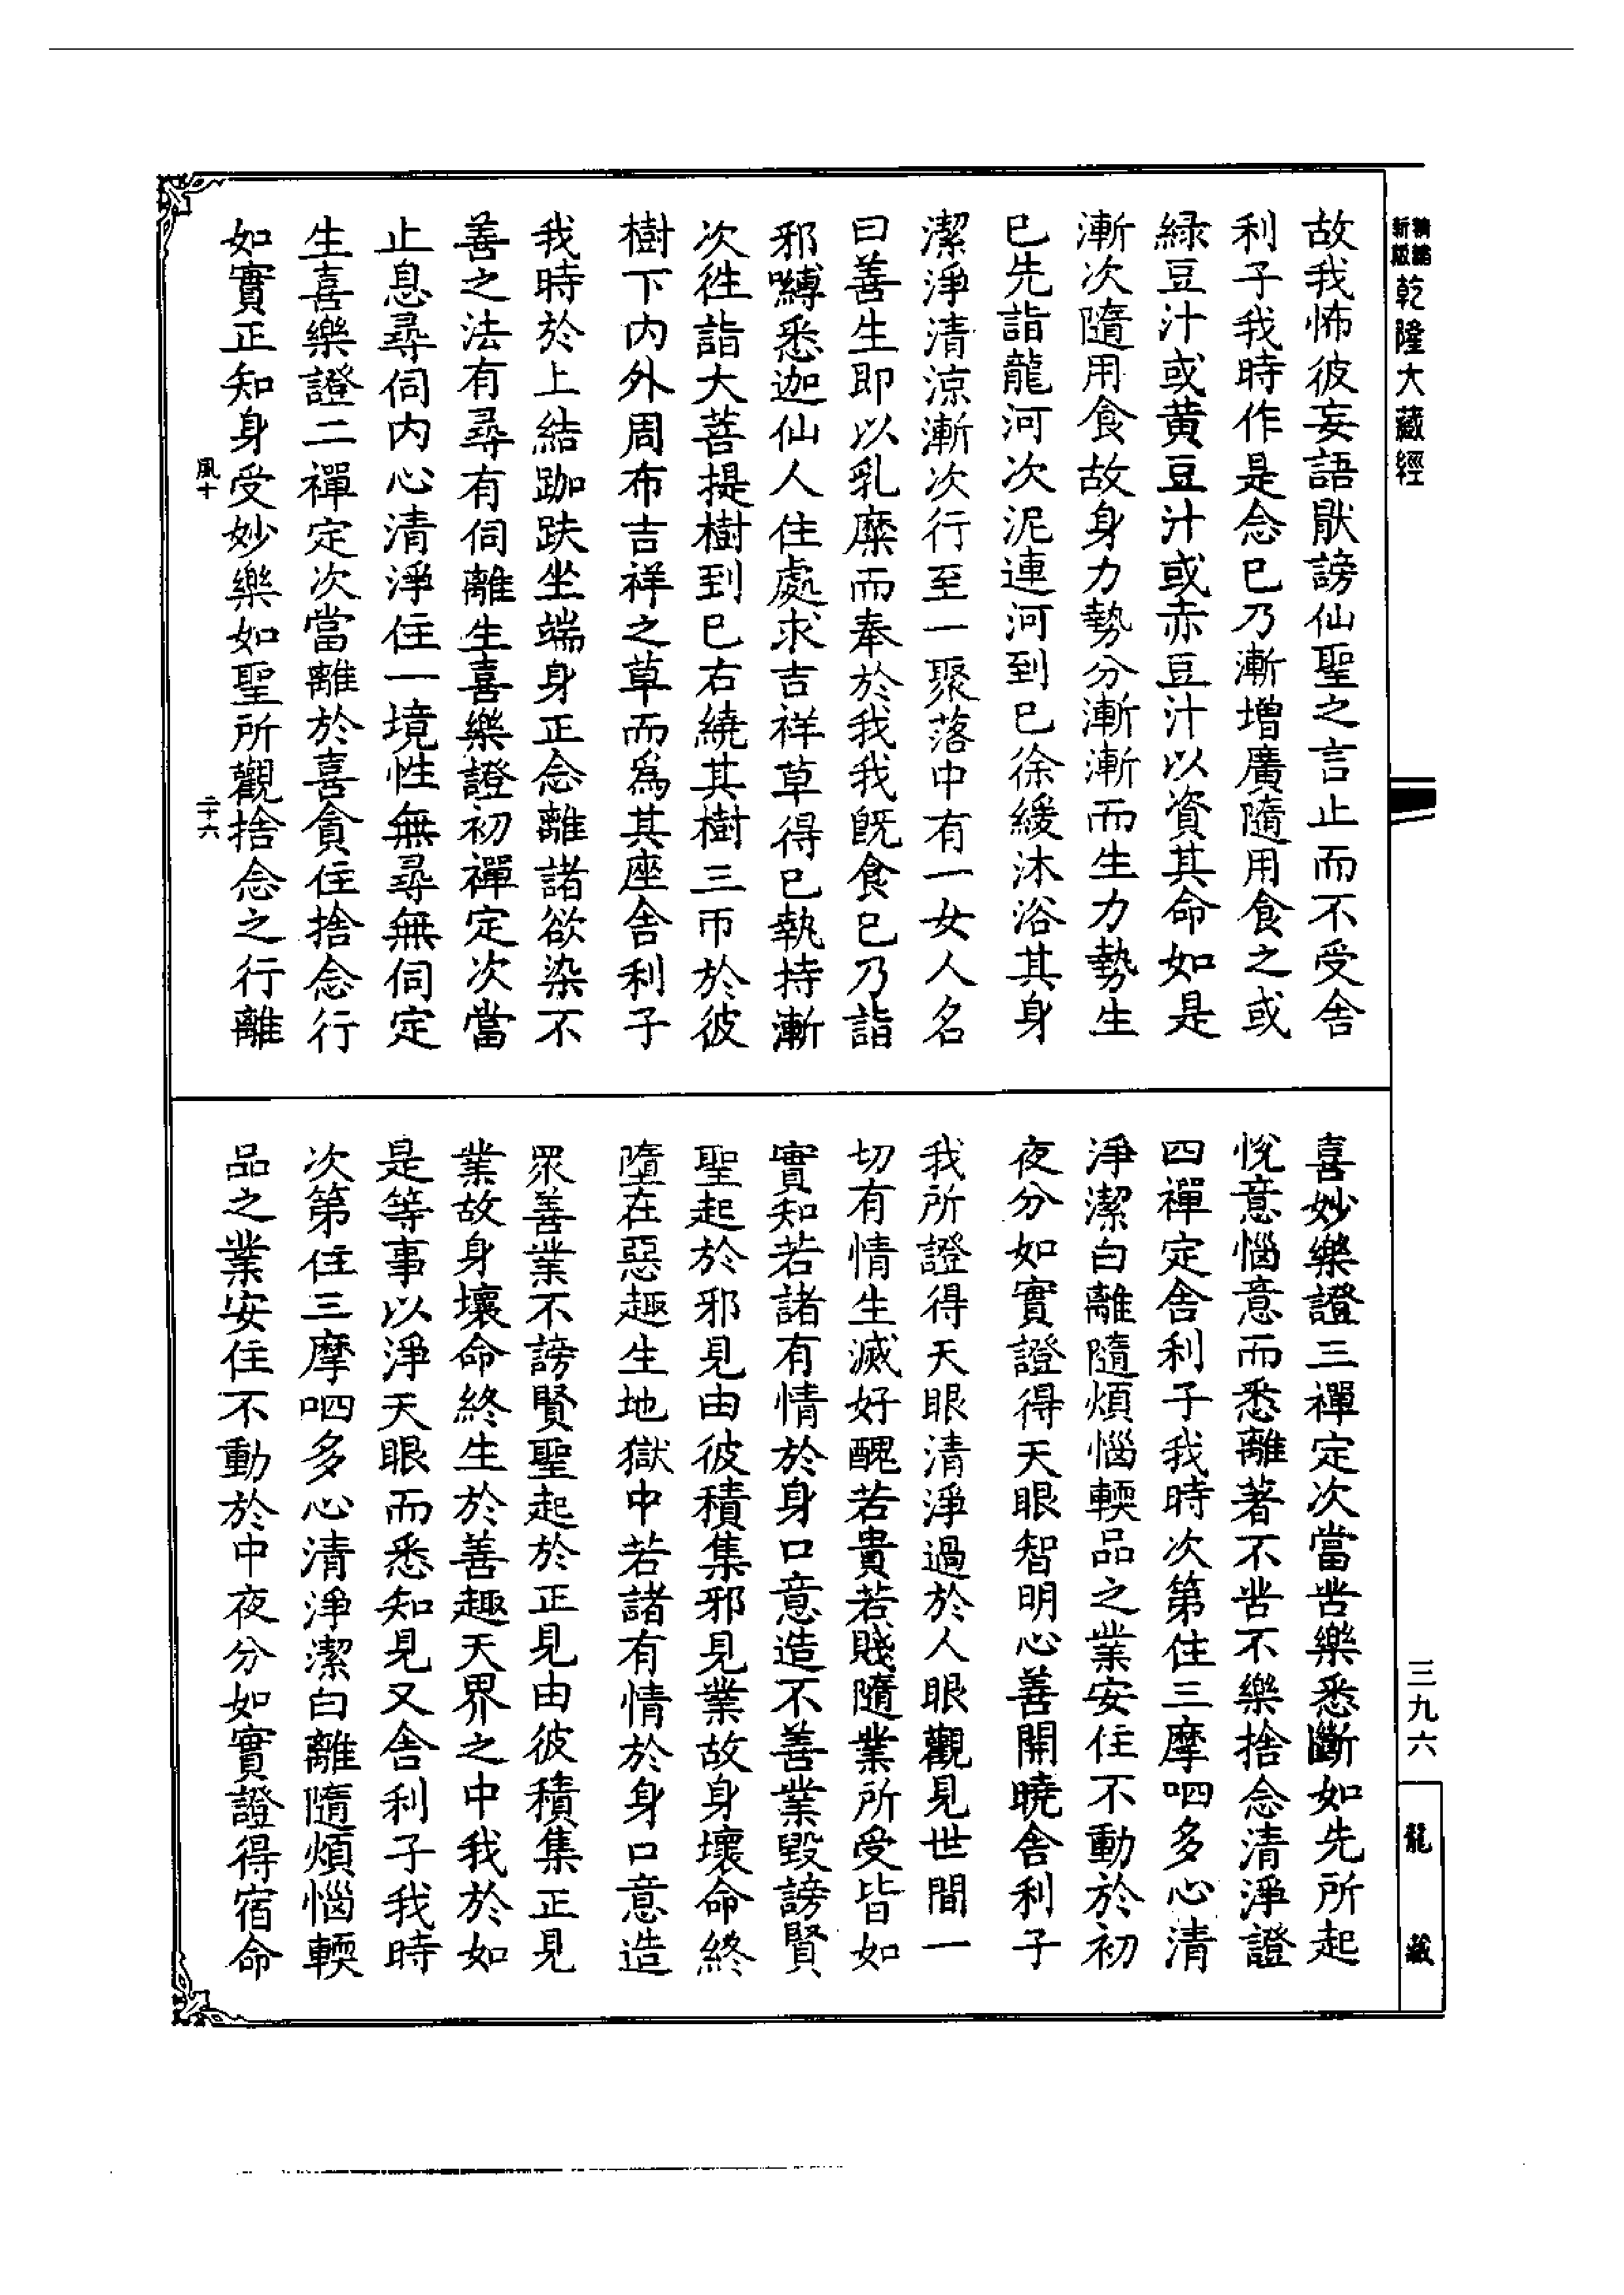 新編縮版乾隆大藏經
故我怖彼妄語猒謗仙聖之言止而不受舍
利子我時作是念已乃漸增廣隨用食之或
緑豆汁或黄豆汁或赤豆汁以資其命如是
漸次隨用食故身力勢分漸漸而生力勢生
已先詣龍河次泥連河到已徐緩沐浴其身
潔淨清涼漸次行至一聚落中有一女人名
曰善生即以乳糜而奉於我我旣食已乃詣
邪嚩悉迦仙人住處求吉祥草得已執持漸
次徃詣大菩提樹到已右繞其樹三帀於彼
樹下内外周布吉祥之草而為其座舍利子
我時於上結跏趺坐端身正念離諸欲染不
善之法有尋有伺離生喜樂證初禪定次當
止息尋伺内心清淨住一境性無尋無伺定
生喜樂證二禪定次當離於喜貪住捨念行
如實正知身受妙樂如聖所觀捨念之行離
風十
二十六
喜妙樂證三禪定次當苦樂悉斷如先所起
悅意惱意而悉離著不苦不樂捨念清淨證
四禪定舍利子我時次第住三摩呬多心清
淨潔白離隨煩惱輭品之業安住不動於初
夜分如實證得天眼智明心善開曉舍利子
我所證得天眼清淨過於人眼觀見世間一
切有情生滅好醜若貴若賤隨業所受皆如
實知若諸有情於身口意造不善業毀謗賢
聖起於邪見由彼積集邪見業故身壞命終
墮在惡趣生地獄中若諸有情於身口意造
眾善業不謗賢聖起於正見由彼積集正見
業故身壞命終生於善趣天界之中我於如
是等事以淨天眼而悉知見又舍利子我時
次第住三摩呬多心清淨潔白離隨煩惱輭
品之業安住不動於中夜分如實證得宿命
三九六
龍藏